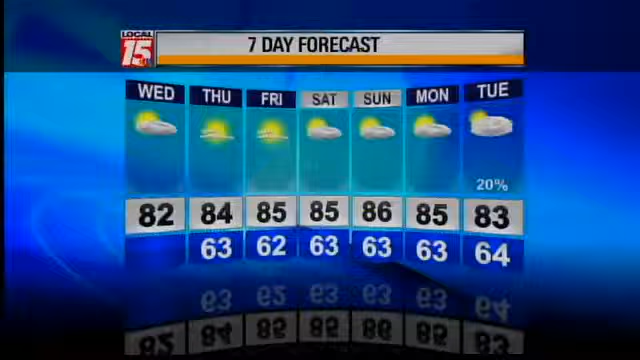 LOCAL
15
7 DAY FORECAST
WED THU FRI SAT SUN MON TUE
20%
82 84 85 85 86 85 83
63 62 63 63 63 64